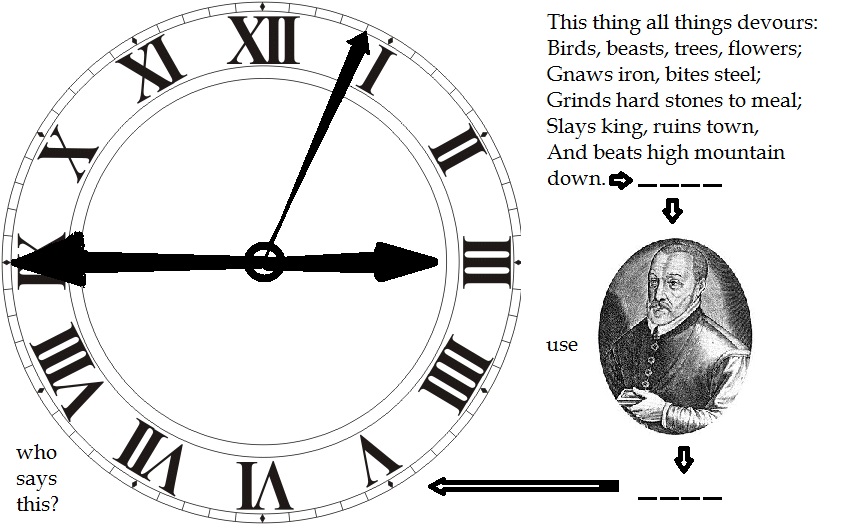 XII
I
II
III
IIII
V
VI
VII
VIII
IX
X
XI
This thing all things devours:
Birds, beasts, trees, flowers;
Gnaws iron, bites steel;
Grinds hard stones to meal;
Slays king, ruins town,
And beats high mountain
down. _ _ _ _
use
_ _ _ _
who
says
this?